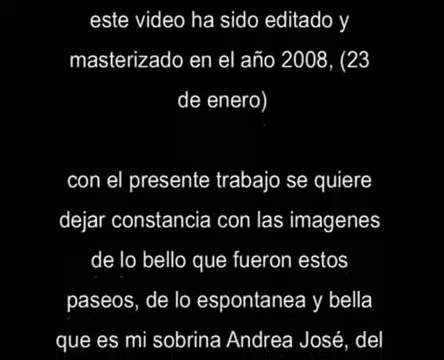 este video ha sido editado y
masterizado en el año 2008, (23
de enero)
con el presente trabajo se quiere
dejar constancia con las imagenes
de lo bello que fueron estos
paseos, de lo espontanea y bella
que es mi sobrina Andrea José, del